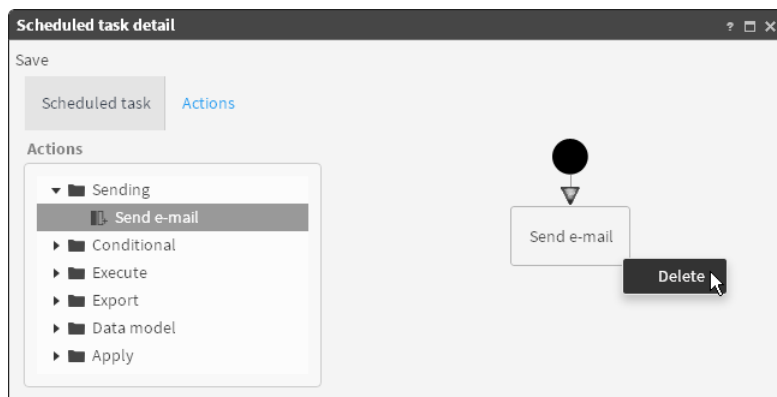 Scheduled task detail
?
Save
Scheduled task
Actions
Actions
Sending
Send e-mail
Conditional
Execute
Export
Data model
Apply
Send e-mail
Delete